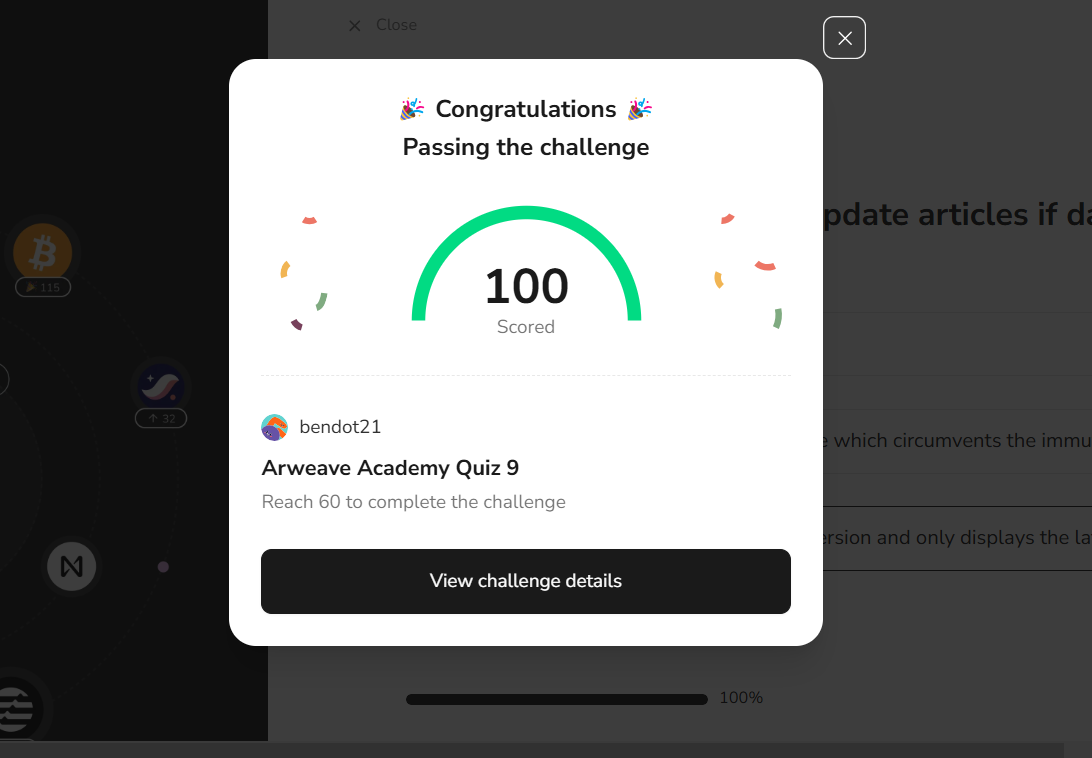 Close
Congratulations
Passing the challenge
pdate articles if da
115
100
Scored
32
bendot21
which circumvents the immu
Arweave Academy Quiz 9
Reach 60 to complete the challenge
ersion and only displays the la
View challenge details
100%